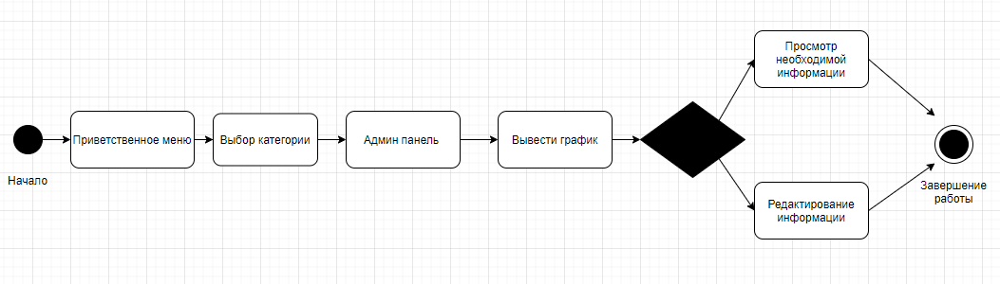 Начало
Приветственное меню
Выбор категории
Админ панель
Вывести график
Просмотр
необходимой
информации
Редактирование
информации
Завершение
работы